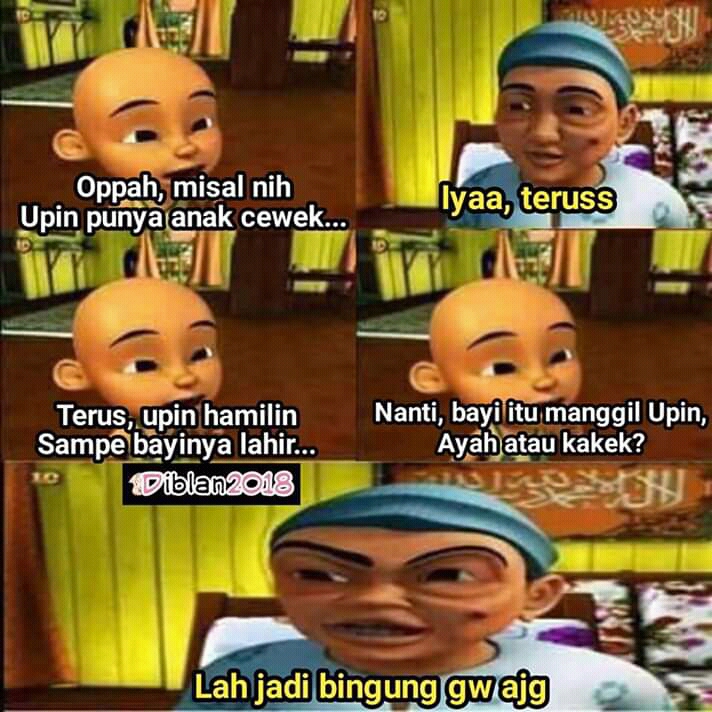 Oppah, misal nih
Upin punya anak cewek...
Iyaa, teruss
Terus, upin hamilin
Sampe bayinya lahir...
Nanti, bayi itu manggil Upin,
Ayah atau kakek?
Diblan2018
Lah jadi bingung gw ajg